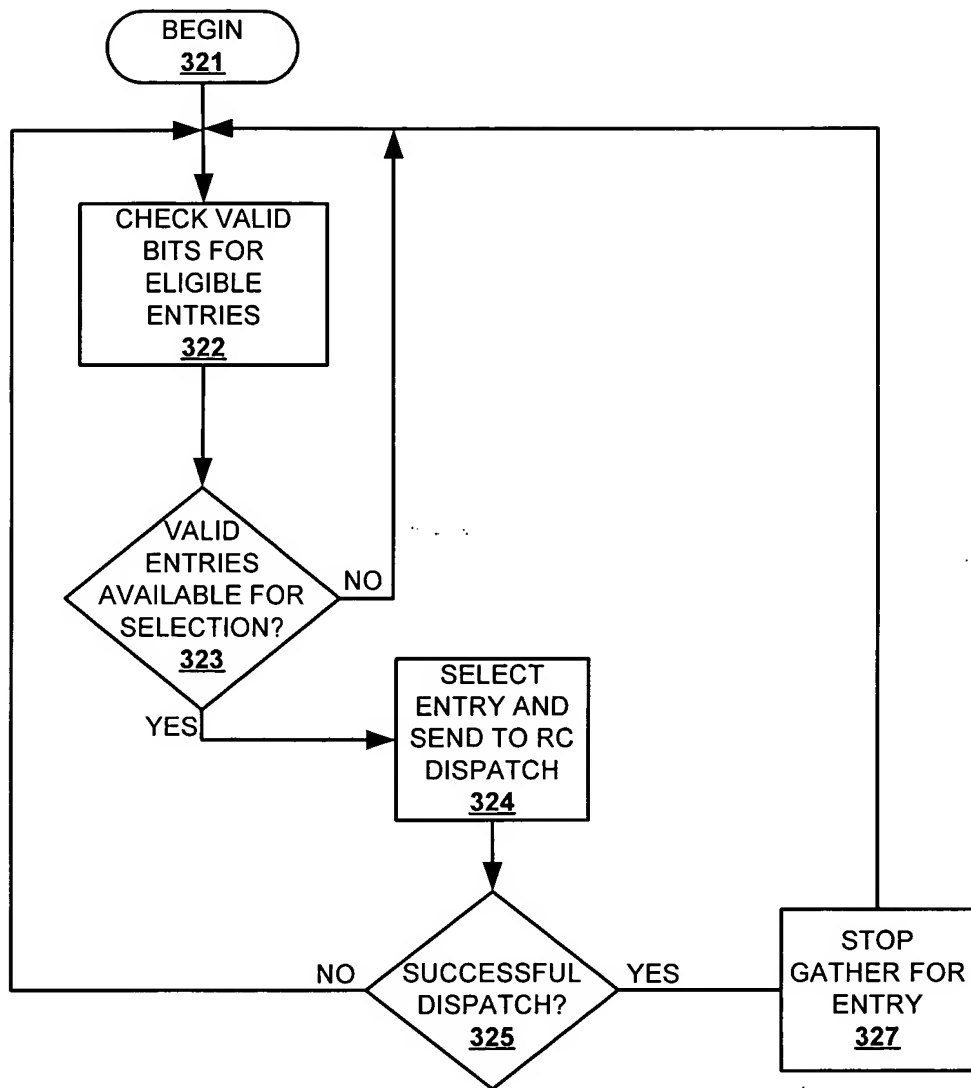 BEGIN
321
CHECK VALID
BITS FOR
ELIGIBLE
ENTRIES
322
VALID
ENTRIES
AVAILABLE FOR
SELECTION?
323
NO
YES
SELECT
ENTRY AND
SEND TO RC
DISPATCH
324
NO
SUCCESSFUL
DISPATCH?
325
YES
STOP
GATHER FOR
ENTRY
327